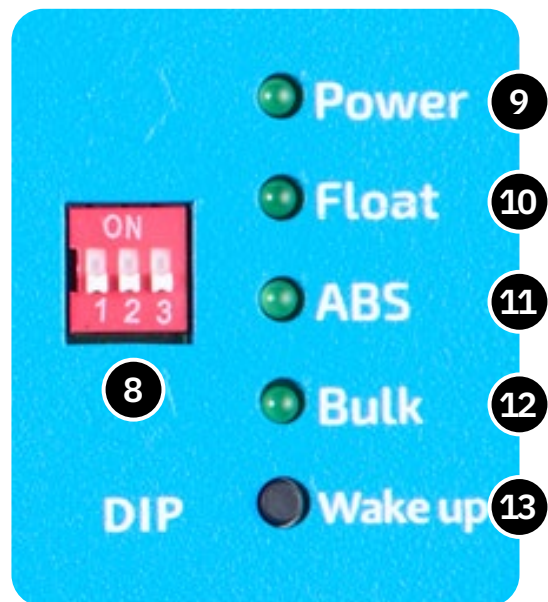 Power 9
Float 10
ON
ABS 11
1 2 3
8
Bulk 12
DIP
Wake up 13